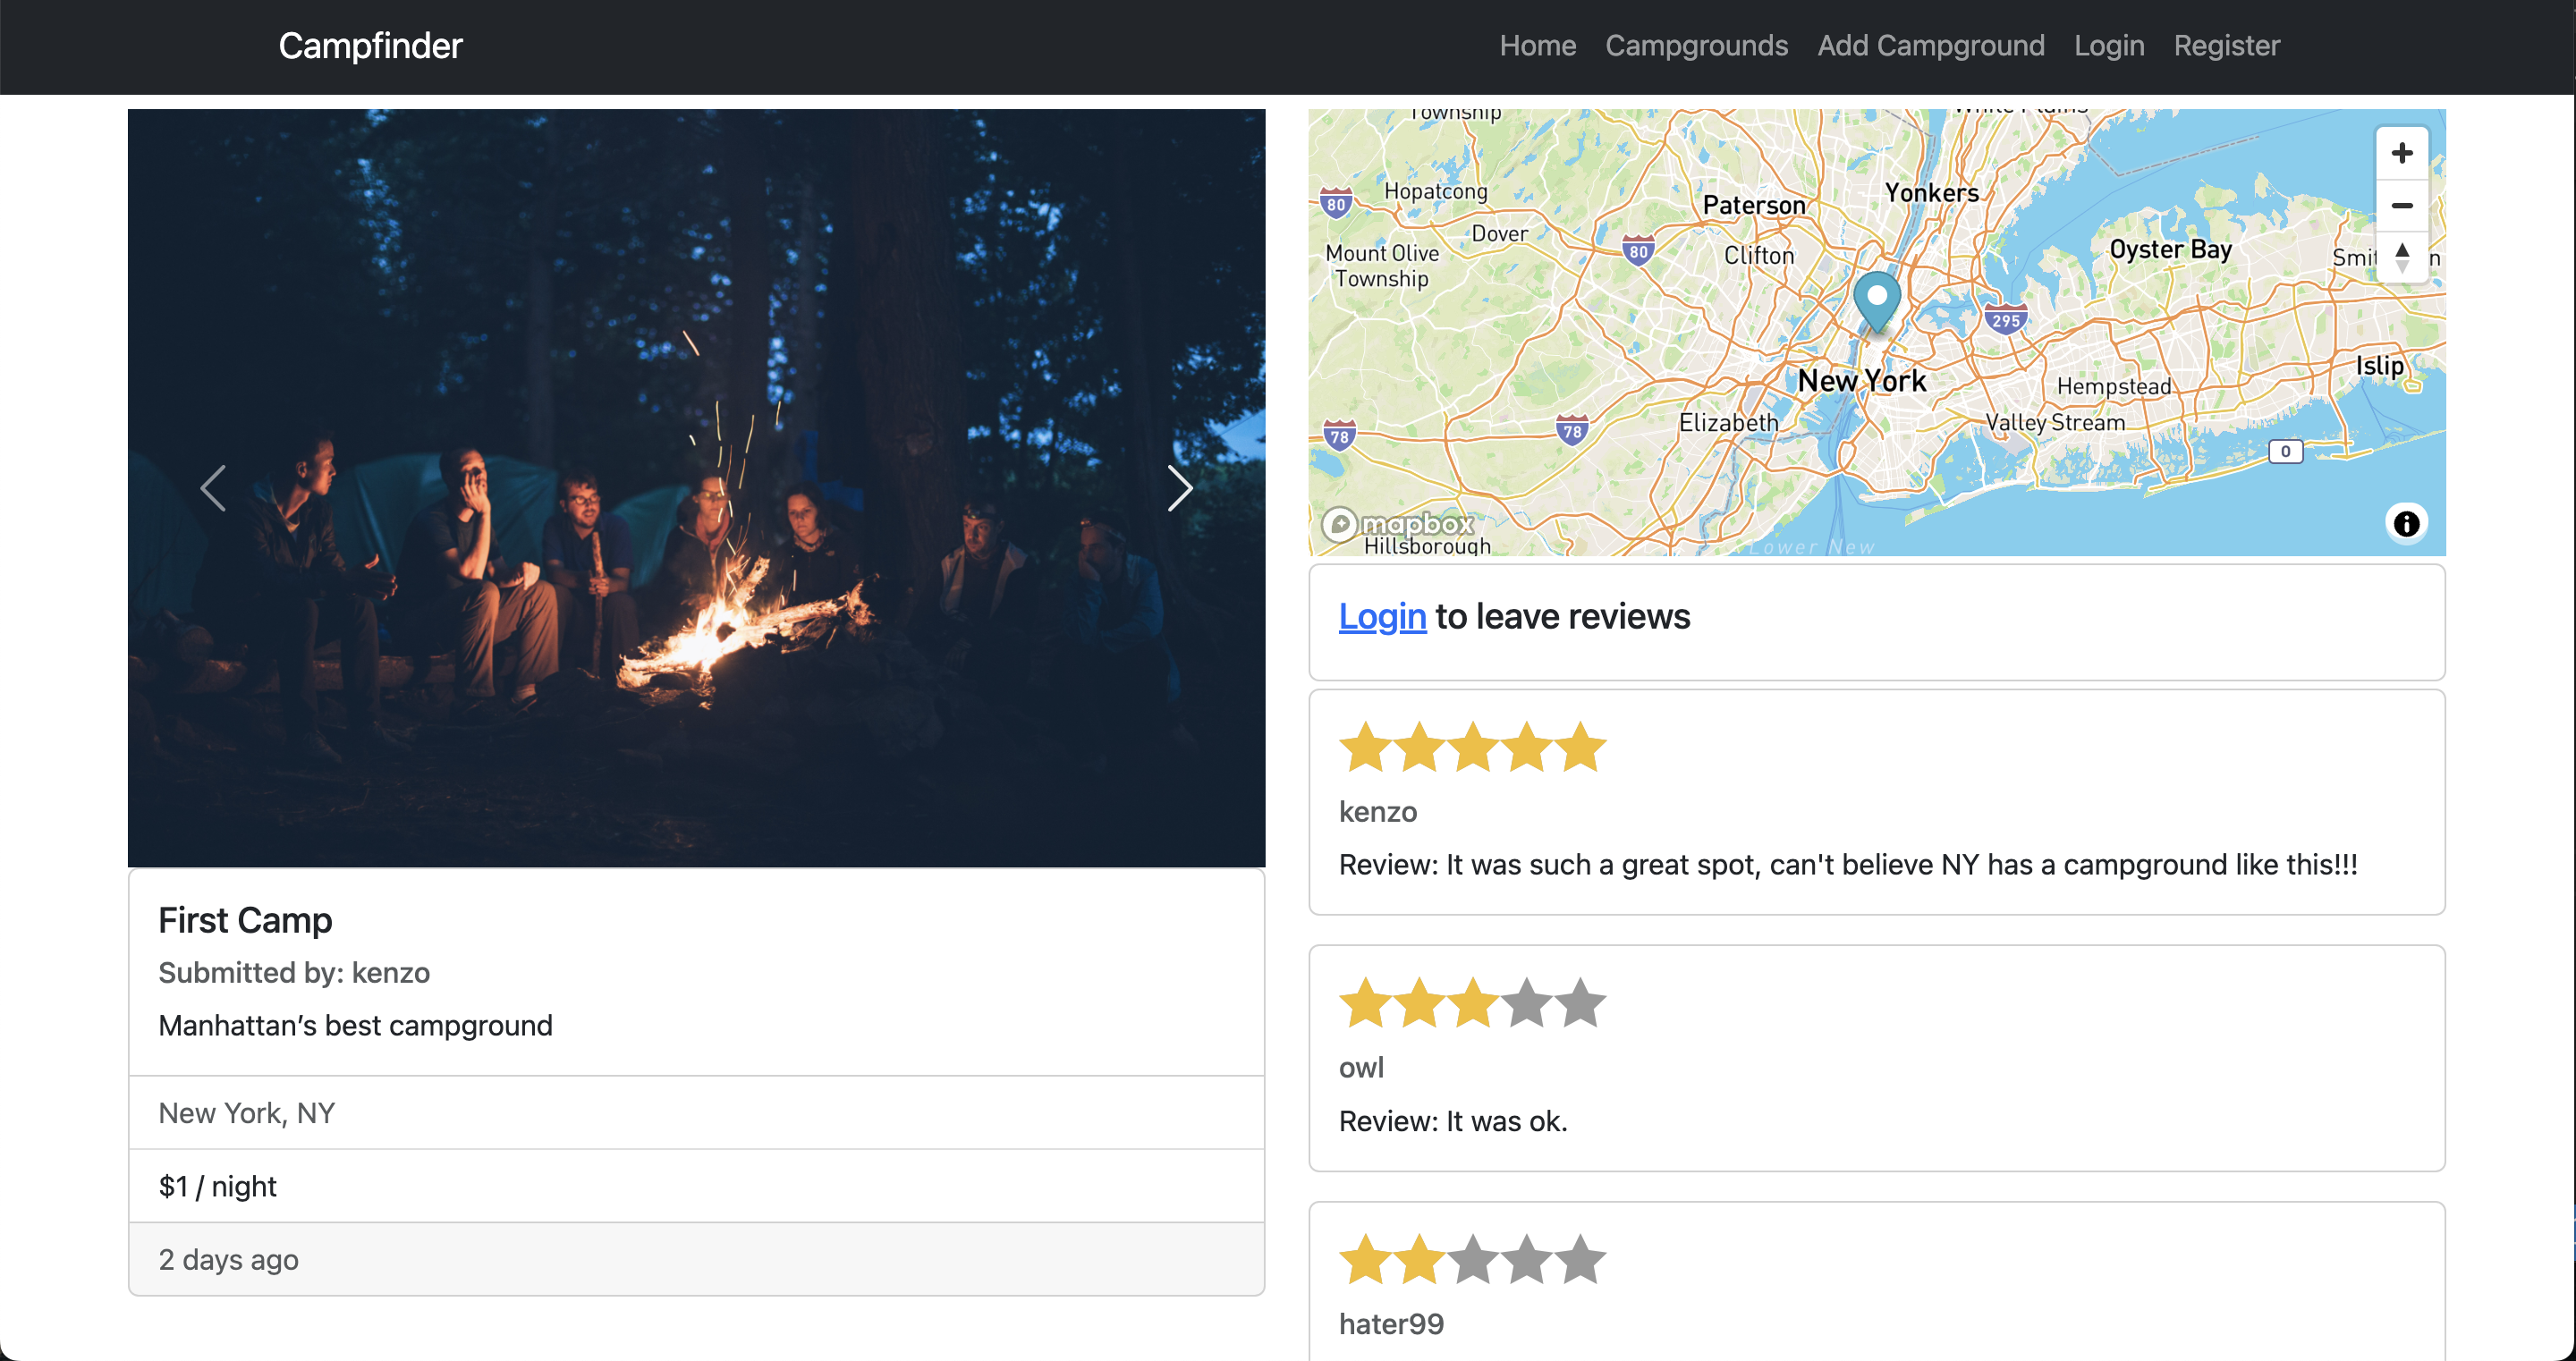 Campfinder
Home Campgrounds Add Campground Login Register
First Camp
Submitted by: kenzo
Manhattan’s best campground
New York, NY
$1 / night
2 days ago
Township
Hopatcong
Yonkers
80
Paterson
Dover
80
Clifton
Mount Olive
Township
Oyster Bay
295
New York
Hempstead
Islip
Elizabeth
Valley Stream
78
78
0
mapbox
Hillsborough
Lower New
Login to leave reviews
kenzo
Review: It was such a great spot, can't believe NY has a campground like this!!!
owl
Review: It was ok.
hater99